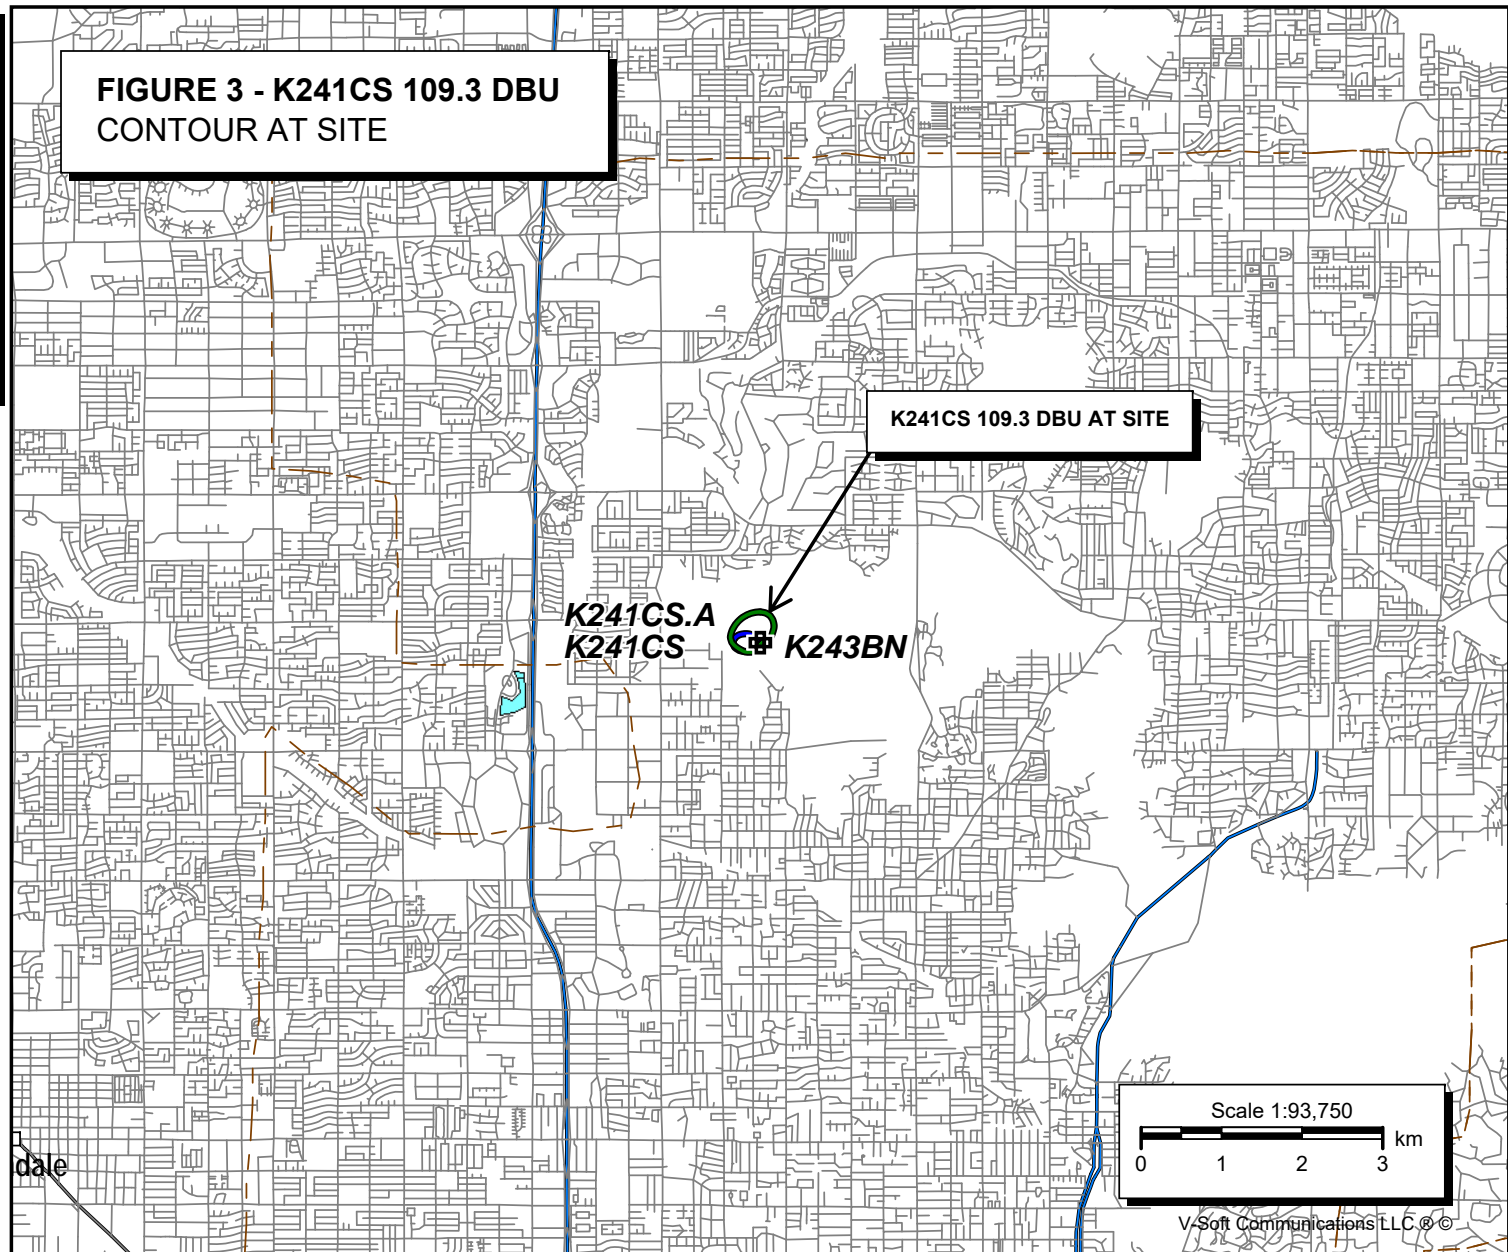 FIGURE 3 - K241CS 109.3 DBU
CONTOUR AT SITE
K241CS 109.3 DBU AT SITE
K241CS.A
K241CS
K243BN
dale
Scale 1:93,750
km
0 1 2 3
V-Soft Communications LLC ® ©